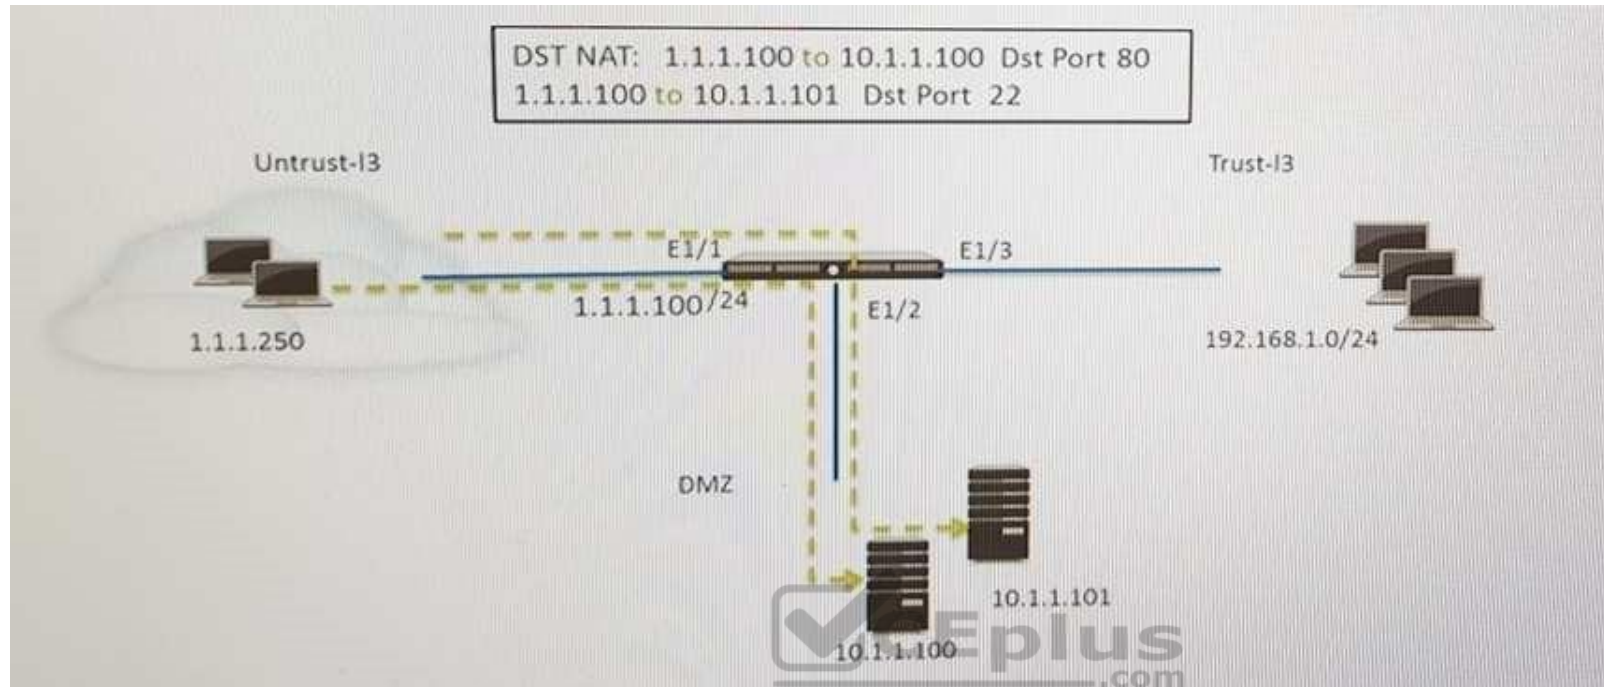 DST NAT: 1.1.1.100 to 10.1.1.100 Dst Port 80
1.1.1.100 to 10.1.1.101 Dst Port 22
Untrust-l3
Trust-l3
E1/1
E1/3
1.1.1.100/24
E1/2
1.1.1.250
192.168.1.0/24
DMZ
10.1.1.101
10.1.1.100
Eplus
.com